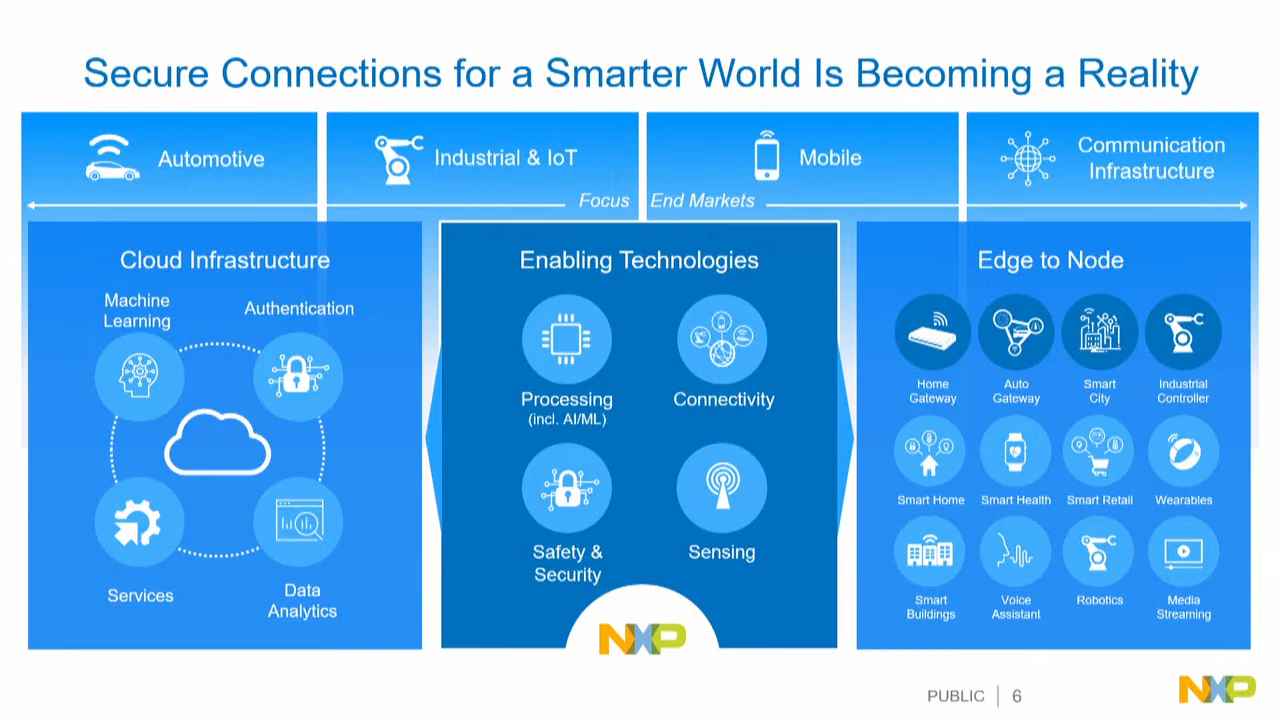 Secure Connections for a Smarter World Is Becoming a Reality
Automotive
Industrial & IoT
Mobile
Communication
Infrastructure
Focus
End Markets
Cloud Infrastructure
Machine
Learning
Authentication
Services
Data
Analytics
Enabling Technologies
Processing
(incl. AI/ML)
Connectivity
Safety &
Security
Sensing
NXP
Edge to Node
Home
Gateway
Auto
Gateway
Smart
City
Industrial
Controller
Smart Home
Smart Health
Smart Retail
Wearables
Smart
Buildings
Voice
Assistant
Robotics
Media
Streaming
PUBLIC
6
NXP